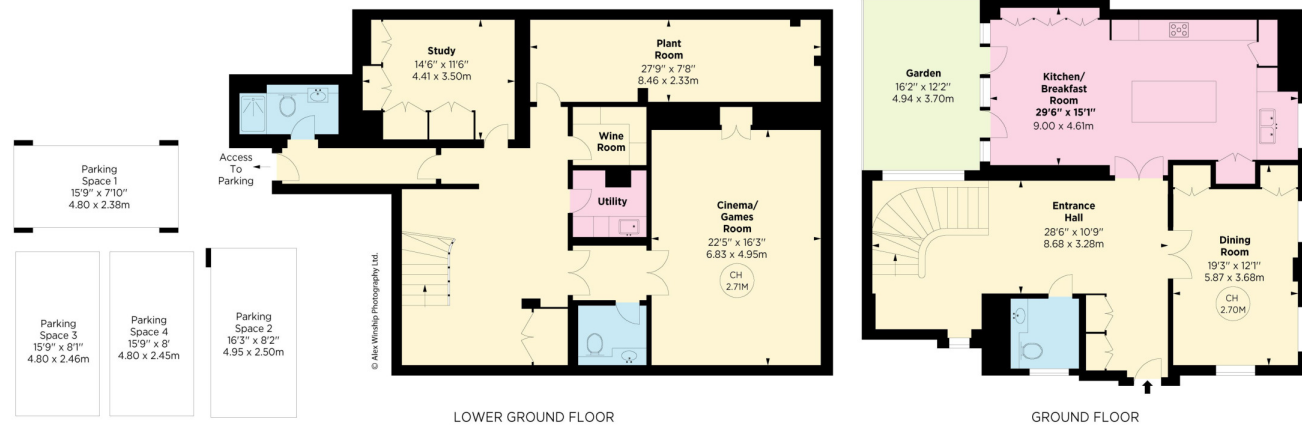 Study
14'6" x 11'6"
4.41 x 3.50m
Plant
Room
27'9" x 7'8"
8.46 x 2.33m
Wine
Room
Utility
Cinema/
Games
Room
22'5" x 16'3"
6.83 x 4.95m
CH
2.71M
Access
To
Parking
Parking
Space 1
15'9" x 7'10"
4.80 x 2.38m
Parking
Space 3
15'9" x 8'1"
4.80 x 2.46m
Parking
Space 4
15'9" x 8'
4.80 x 2.45m
Parking
Space 2
16'3" x 8'2"
4.95 x 2.50m
© Alex Winship Photography Ltd.
LOWER GROUND FLOOR
Garden
16'2" x 12'2"
4.94 x 3.70m
Kitchen/
Breakfast
Room
29'6" x 15'1"
9.00 x 4.61m
Entrance
Hall
28'6" x 10'9"
8.68 x 3.28m
Dining
Room
19'3" x 12'1"
5.87 x 3.68m
CH
2.70M
GROUND FLOOR